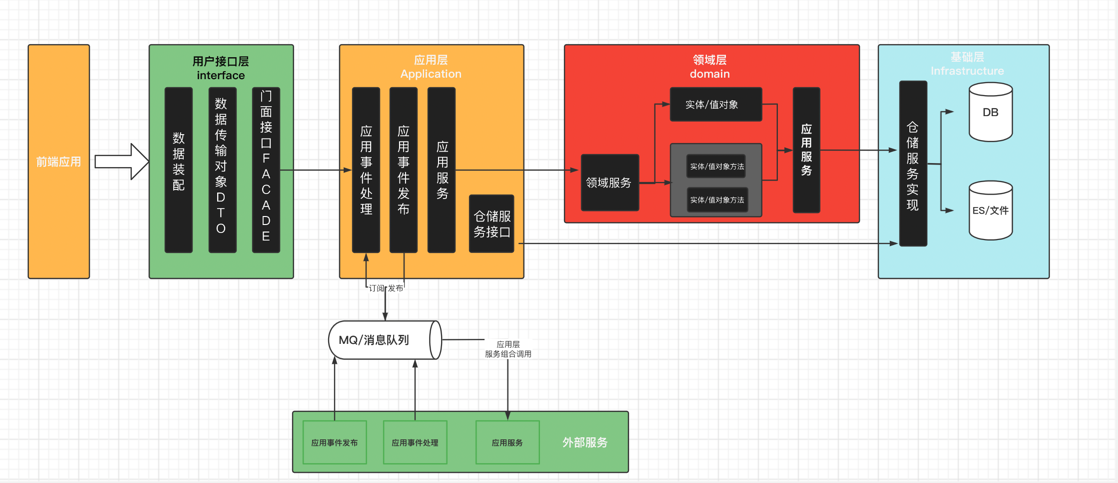 前端应用
用户接口层
interface
数据装配
数据传输对象DTO
门面接口FACADE
应用层
Application
应用事件处理
应用事件发布
应用服务
仓储服
务接口
领域层
domain
领域服务
实体/值对象
实体/值对象方法
实体/值对象方法
应用服务
基础层
Infrastructure
仓储服务实现
DB
ES/文件
订阅 发布
MQ/消息队列
应用层
服务组合调用
应用事件发布
应用事件处理
应用服务
外部服务